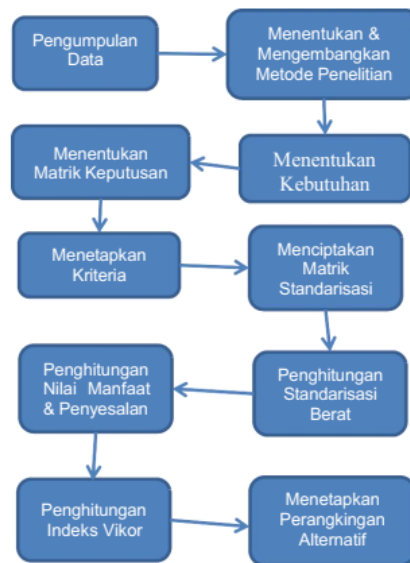 Pengumpulan
Data
Menentukan &
Mengembangkan
Metode Penelitian
Menentukan
Kebutuhan
Menentukan
Matrik Keputusan
Menetapkan
Kriteria
Menciptakan
Matrik
Standarisasi
Penghitungan
Standarisasi
Berat
Penghitungan
Nilai Manfaat
& Penyesalan
Penghitungan
Indeks Vikor
Menetapkan
Perangkingan
Alternatif